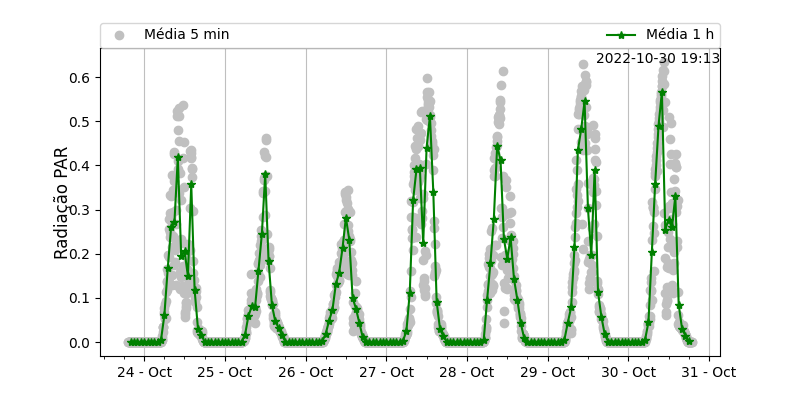 Média 5 min
Média 1 h
2022-10-30 19:13
Radiação PAR
0.6
0.5
0.4
0.3
0.2
0.1
0.0
24 - Oct
25 - Oct
26 - Oct
27 - Oct
28 - Oct
29 - Oct
30 - Oct
31 - Oct